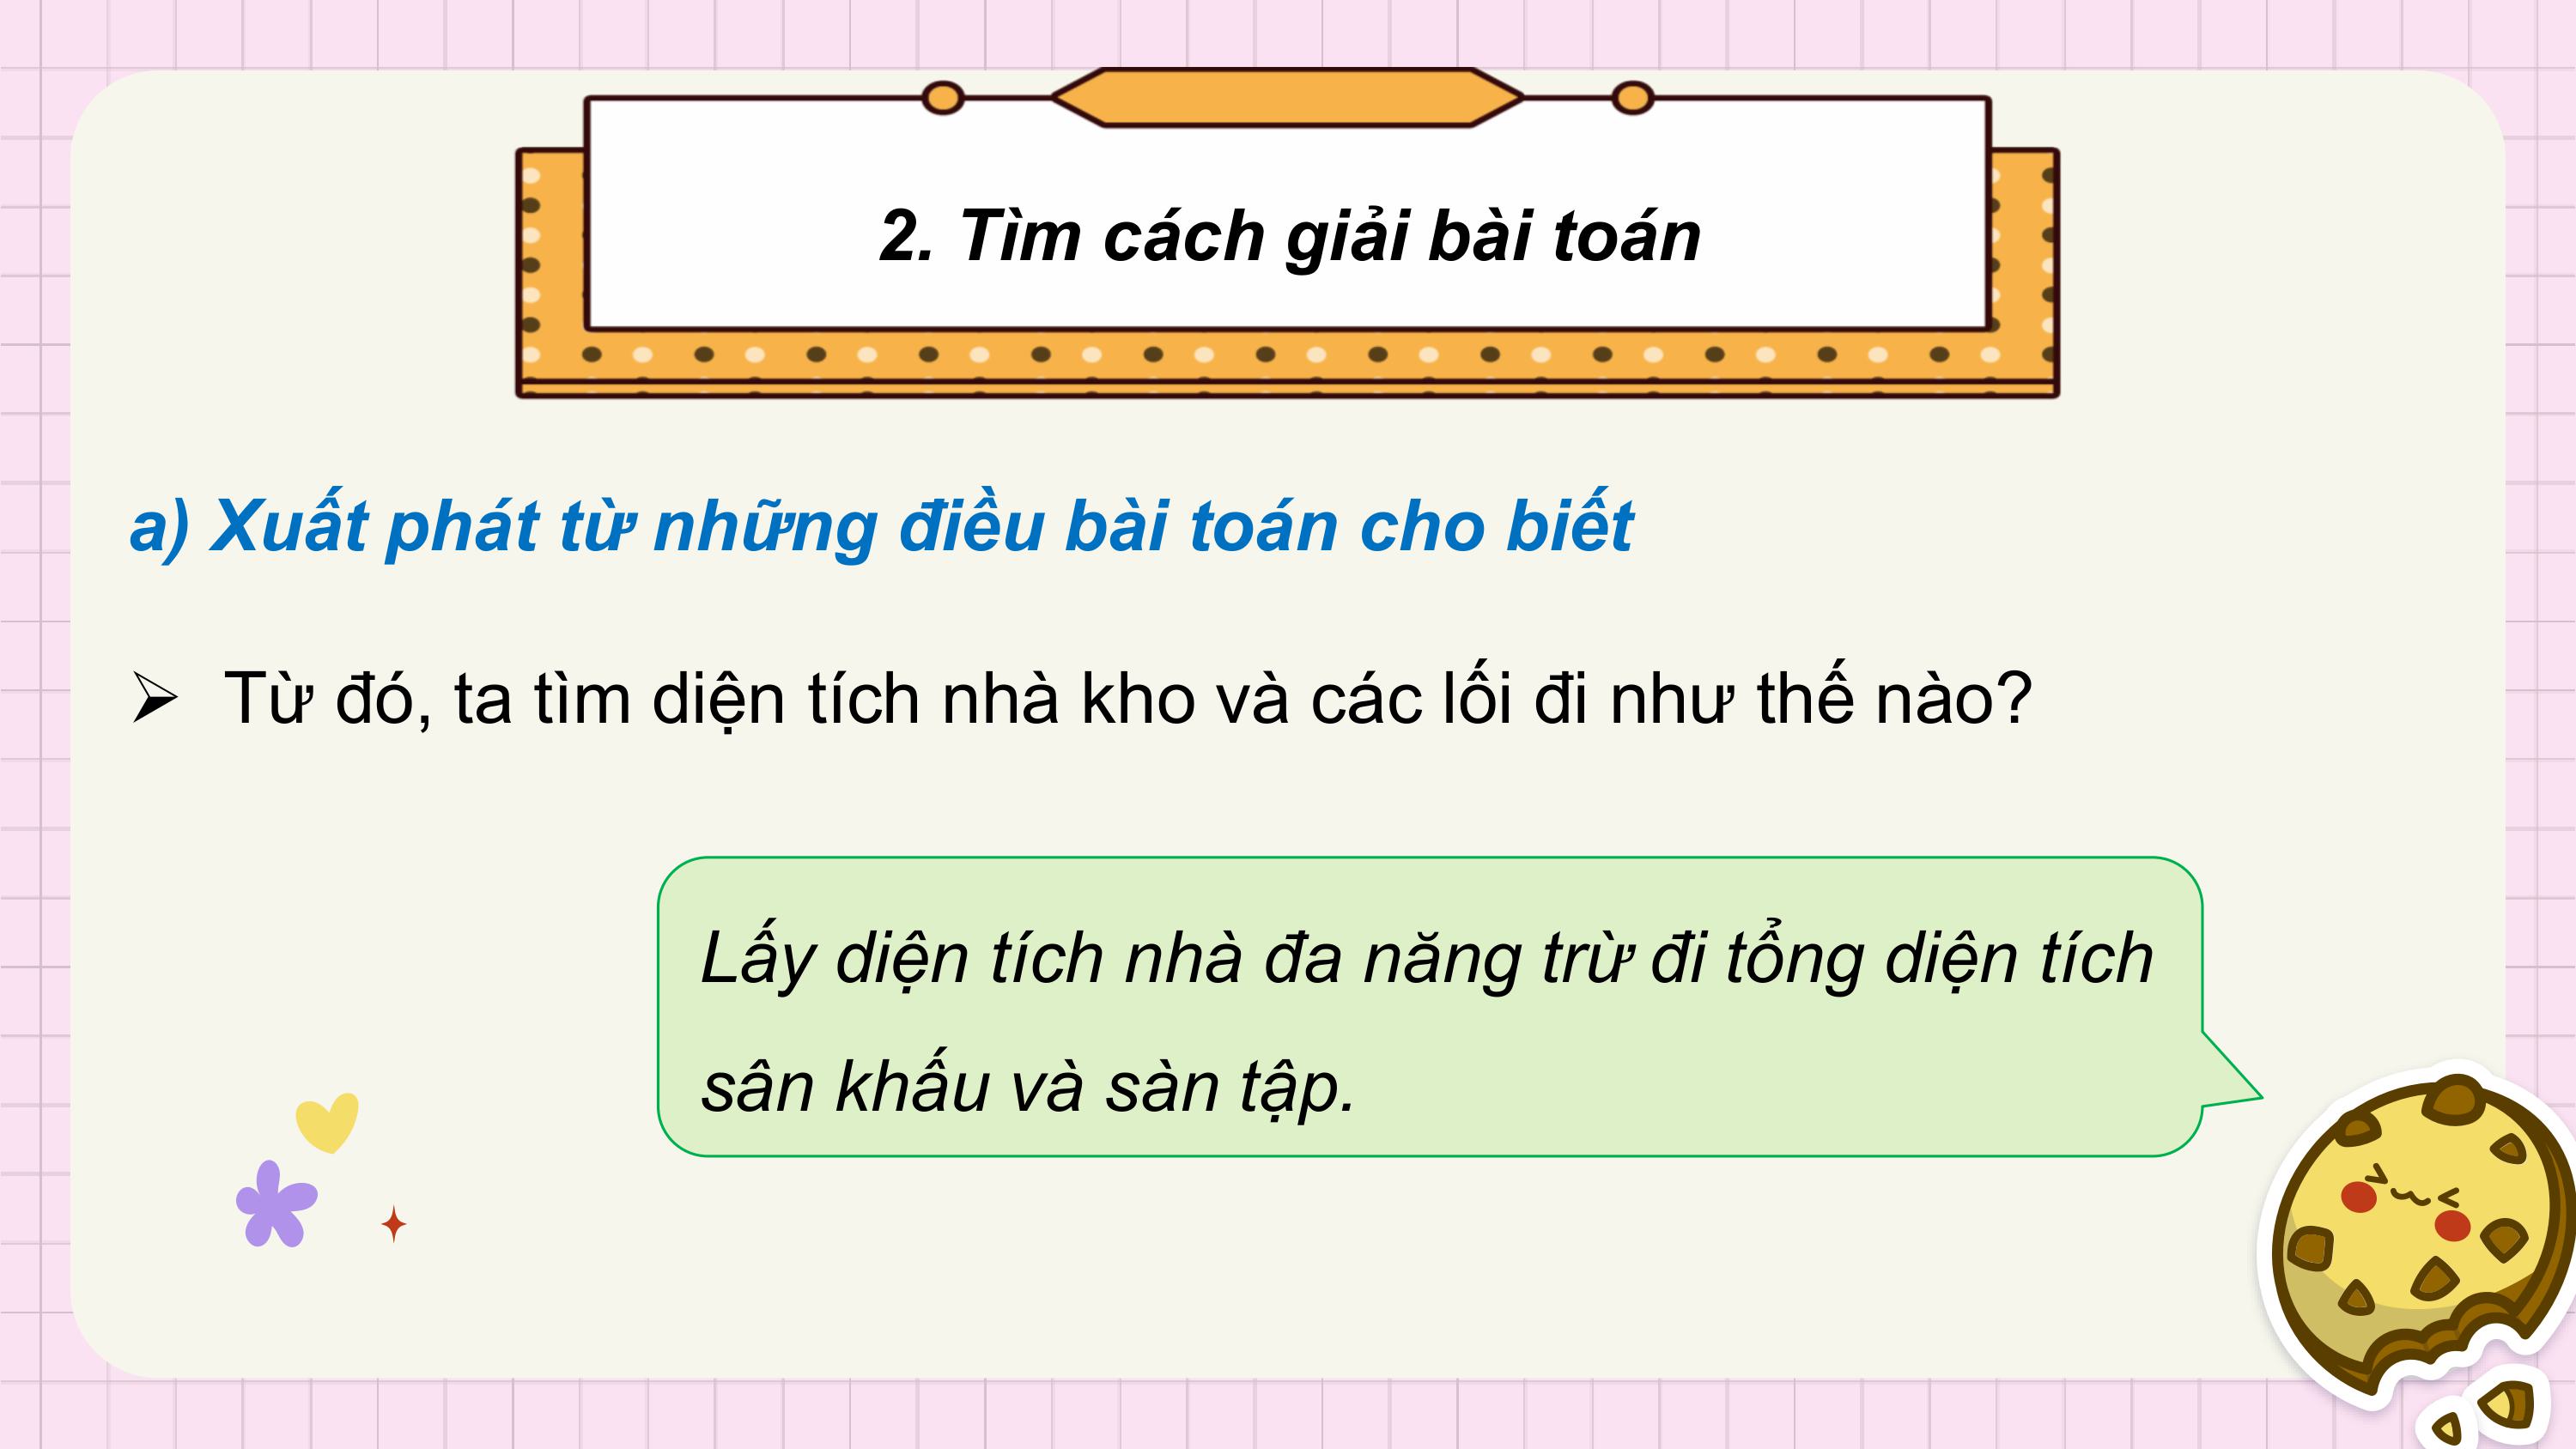 2. Tìm cách giải bài toán
a) Xuất phát từ những điều bài toán cho biết
➢ Từ đó, ta tìm diện tích nhà kho và các lối đi như thế nào?
Lấy diện tích nhà đa năng trừ đi tổng diện tích
sân khấu và sàn tập.